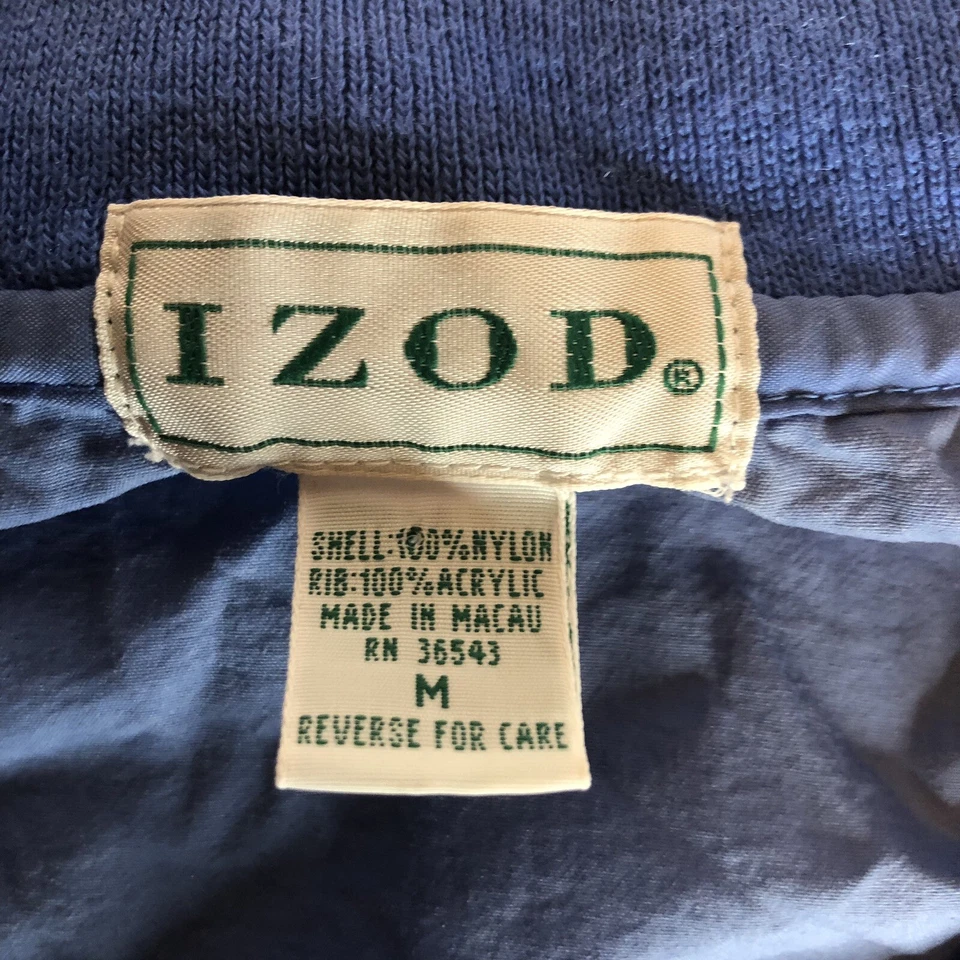 IZOD®
SHELL:100%NYLON
RIB:100%ACRYLIC
MADE IN MACAU
RN 36543
M
REVERSE FOR CARE